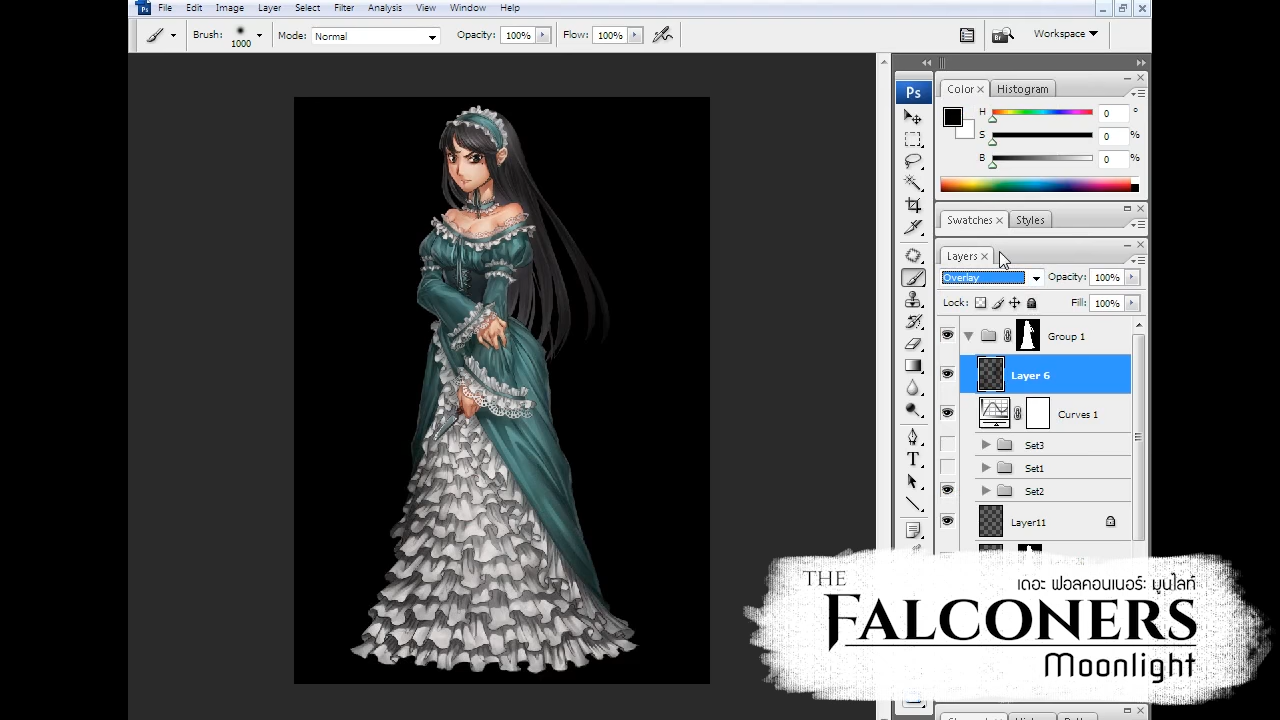 File Edit Image Layer Select Filter Analysis View Window Help
Brush: 1000 Mode: Normal Opacity: 100% Flow: 100% Workspace
Ps
Color Histogram
H 0 °
S 0 %
B 0 %
Swatches Styles
Layers
Overlay Opacity: 100%
Lock: Fill: 100%
Group 1
Layer 6
Curves 1
Set3
Set1
Set2
Layer11
THE
เดอะ ฟอลคอนเนอร์: มูนไลท์
FALCONERS
Moonlight